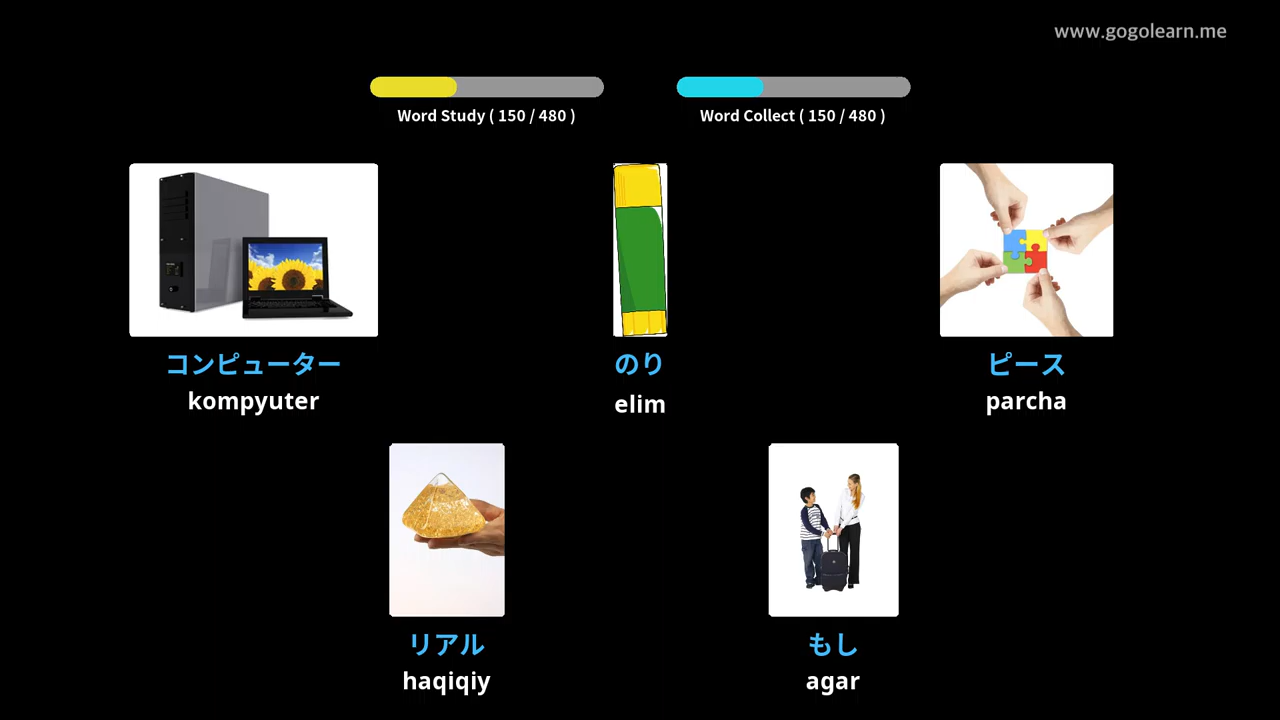 www.gogolearn.me
Word Study ( 150 / 480 )
Word Collect ( 150 / 480 )
コンピューター
kompyuter
のり
elim
ピース
parcha
リアル
haqiqiy
もし
agar